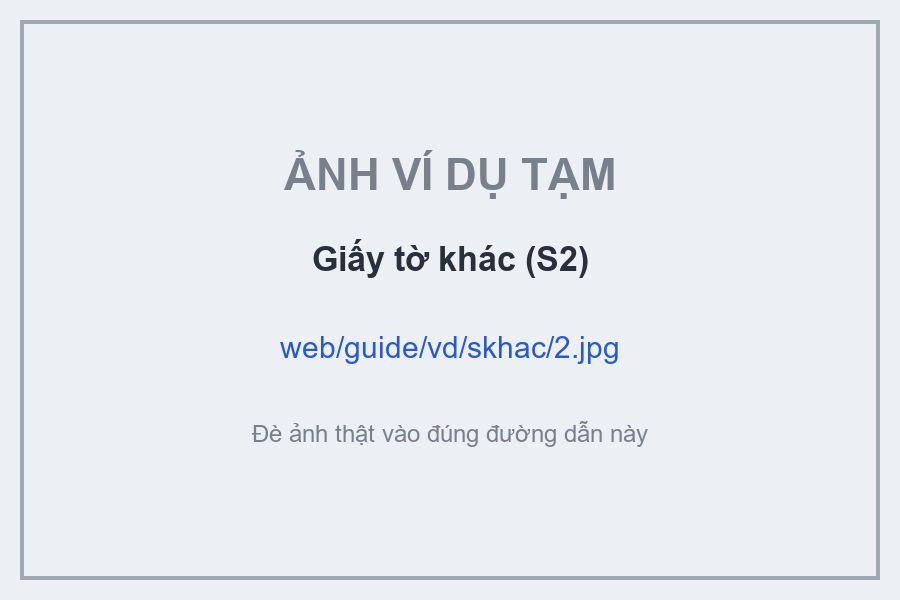 ẢNH VÍ DỤ TẠM
Giấy tờ khác (S2)
web/guide/vd/skhac/2.jpg
Đè ảnh thật vào đúng đường dẫn này